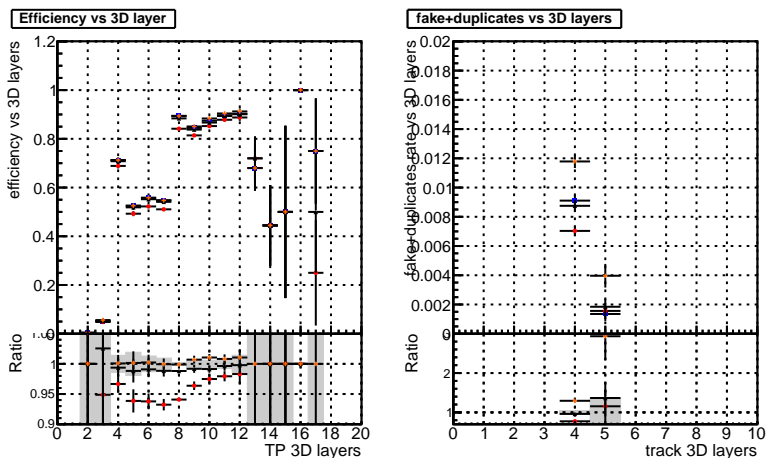 Efficiency vs 3D layer
efficiency vs 3D layers
1.2
1
0.8
0.6
0.4
0.2
0
Ratio
1
0.95
0.9
0 2 4 6 8 10 12 14 16 18 20
TP 3D layers
fake+duplicates vs 3D layers
fake+duplicates rate vs 3D layers
0.02
0.018
0.016
0.014
0.012
0.01
0.008
0.006
0.004
0.002
0
Ratio
2
1
0 1 2 3 4 5 6 7 8 9 10
track 3D layers